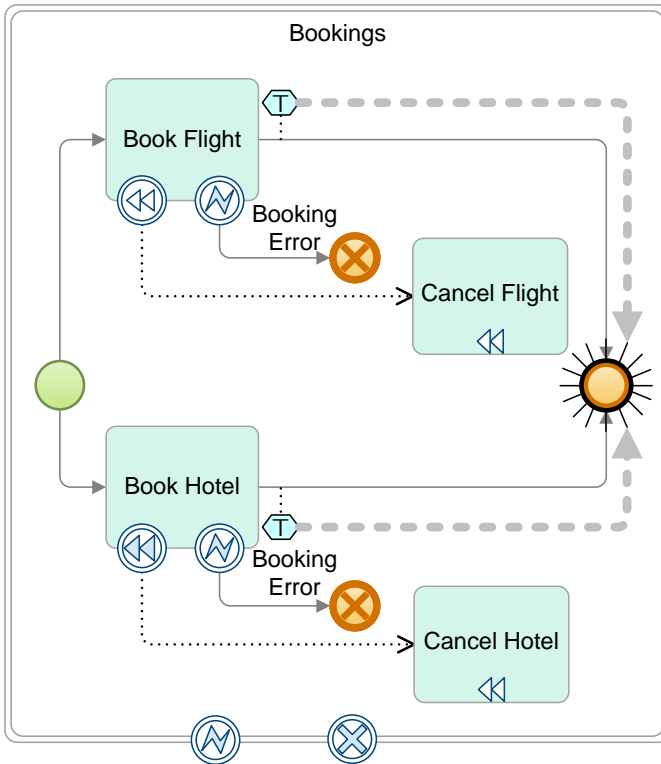 Bookings
T
Book Flight
Booking
Error
Cancel Flight
Book Hotel
T
Booking
Error
Cancel Hotel